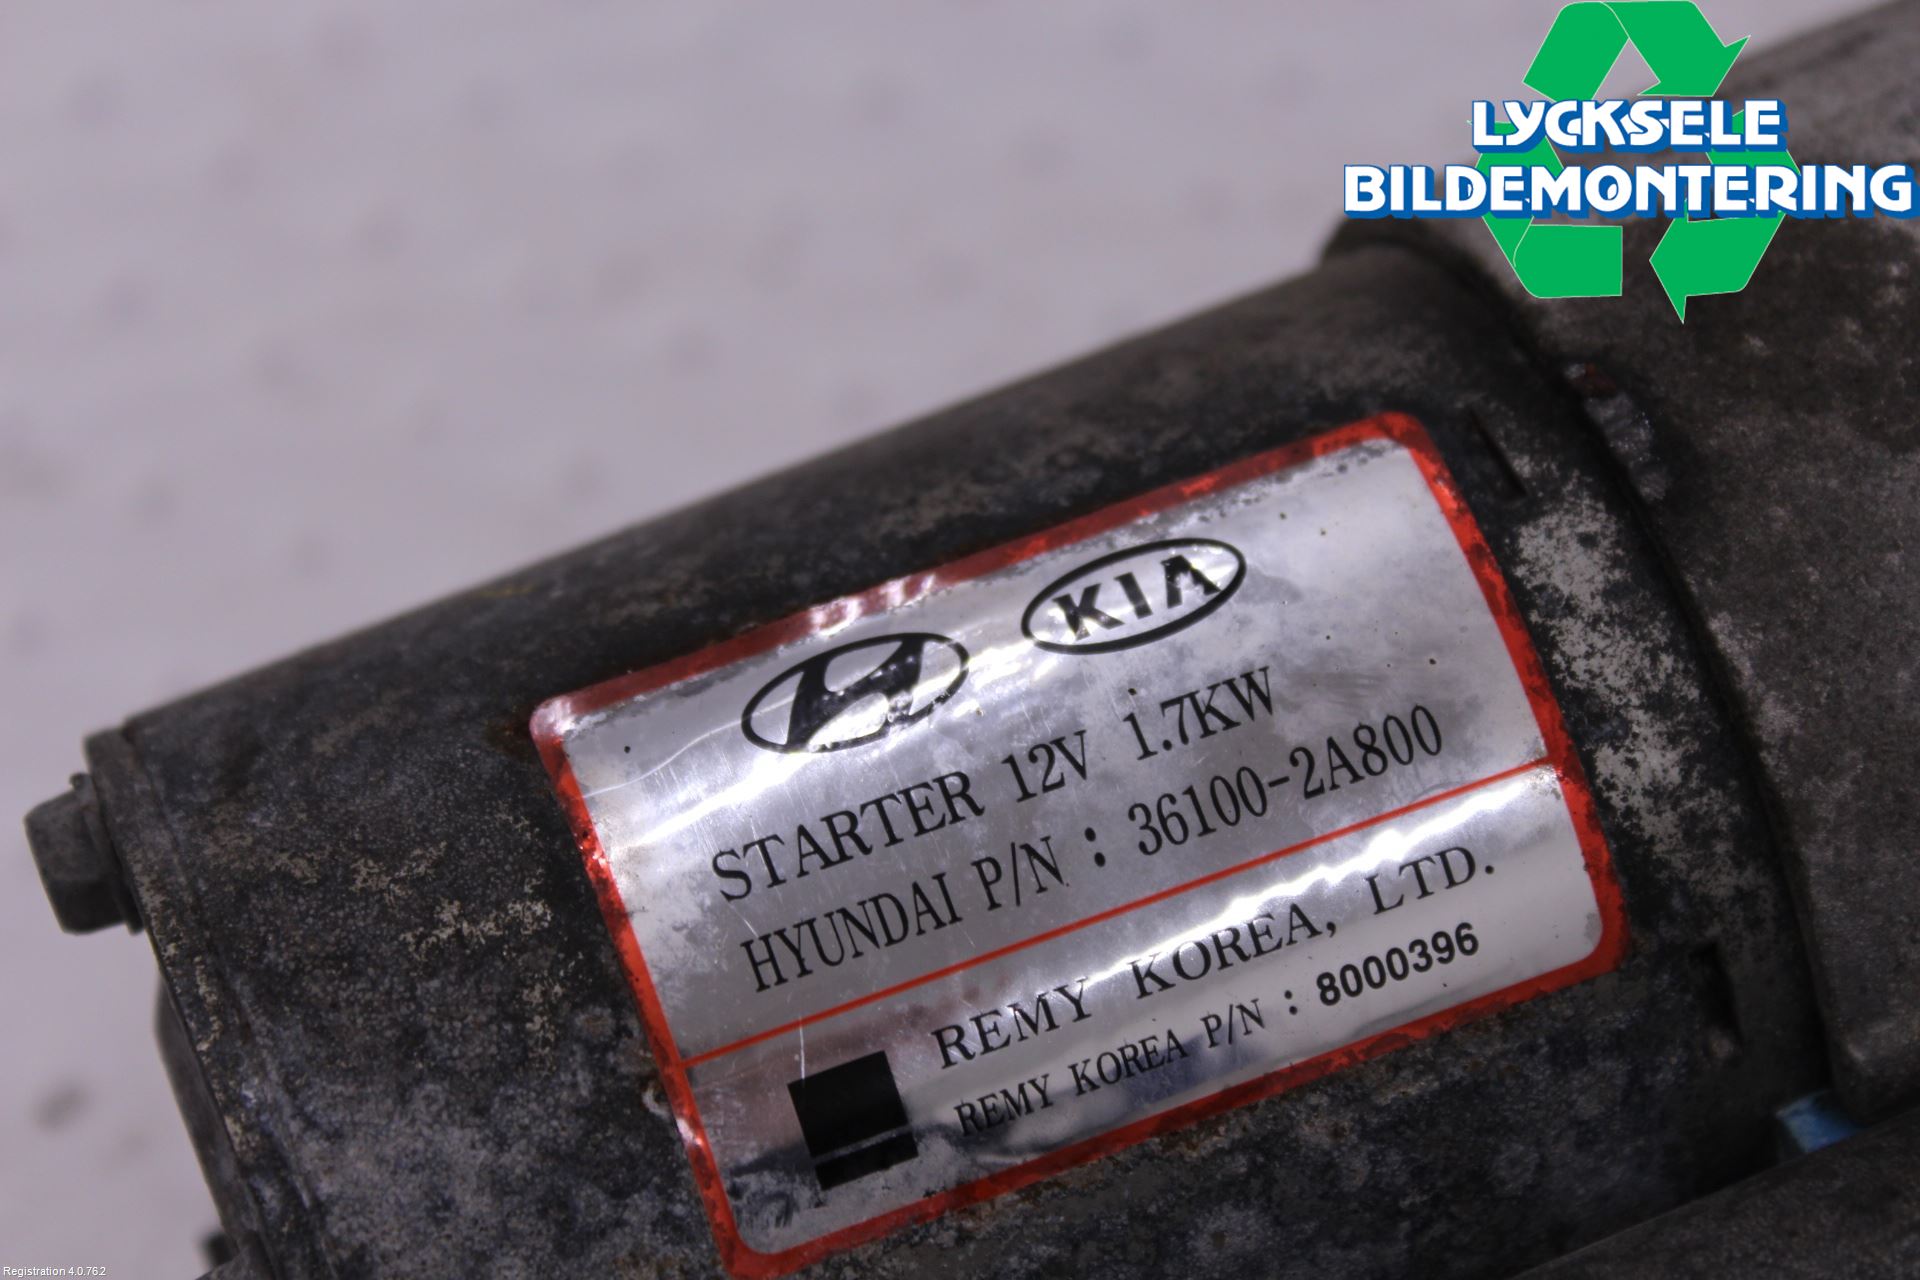 LYCKSELE
BILDEMONTERING
KIA
STARTER 12V 1.7KW
HYUNDAI P/N : 36100-2A800
REMY KOREA, LTD.
REMY KOREA P/N : 8000396
Registration 4.0.762